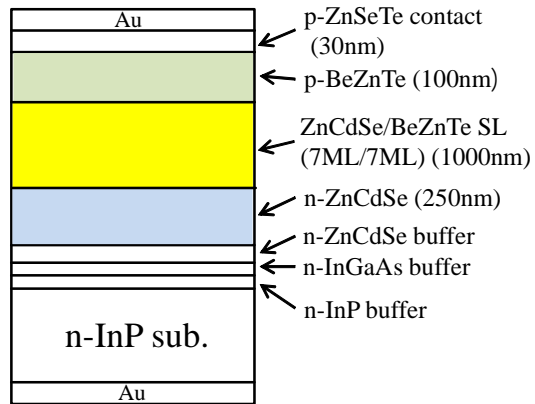 Au
p-ZnSeTe contact
(30nm)
p-BeZnTe (100nm)
ZnCdSe/BeZnTe SL
(7ML/7ML) (1000nm)
n-ZnCdSe (250nm)
n-ZnCdSe buffer
n-InGaAs buffer
n-InP buffer
n-InP sub.
Au